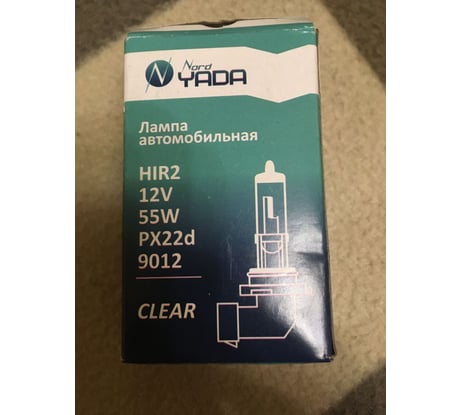 Nord
YADA
Лампа
автомобильная
HIR2
12V
55W
PX22d
9012
CLEAR